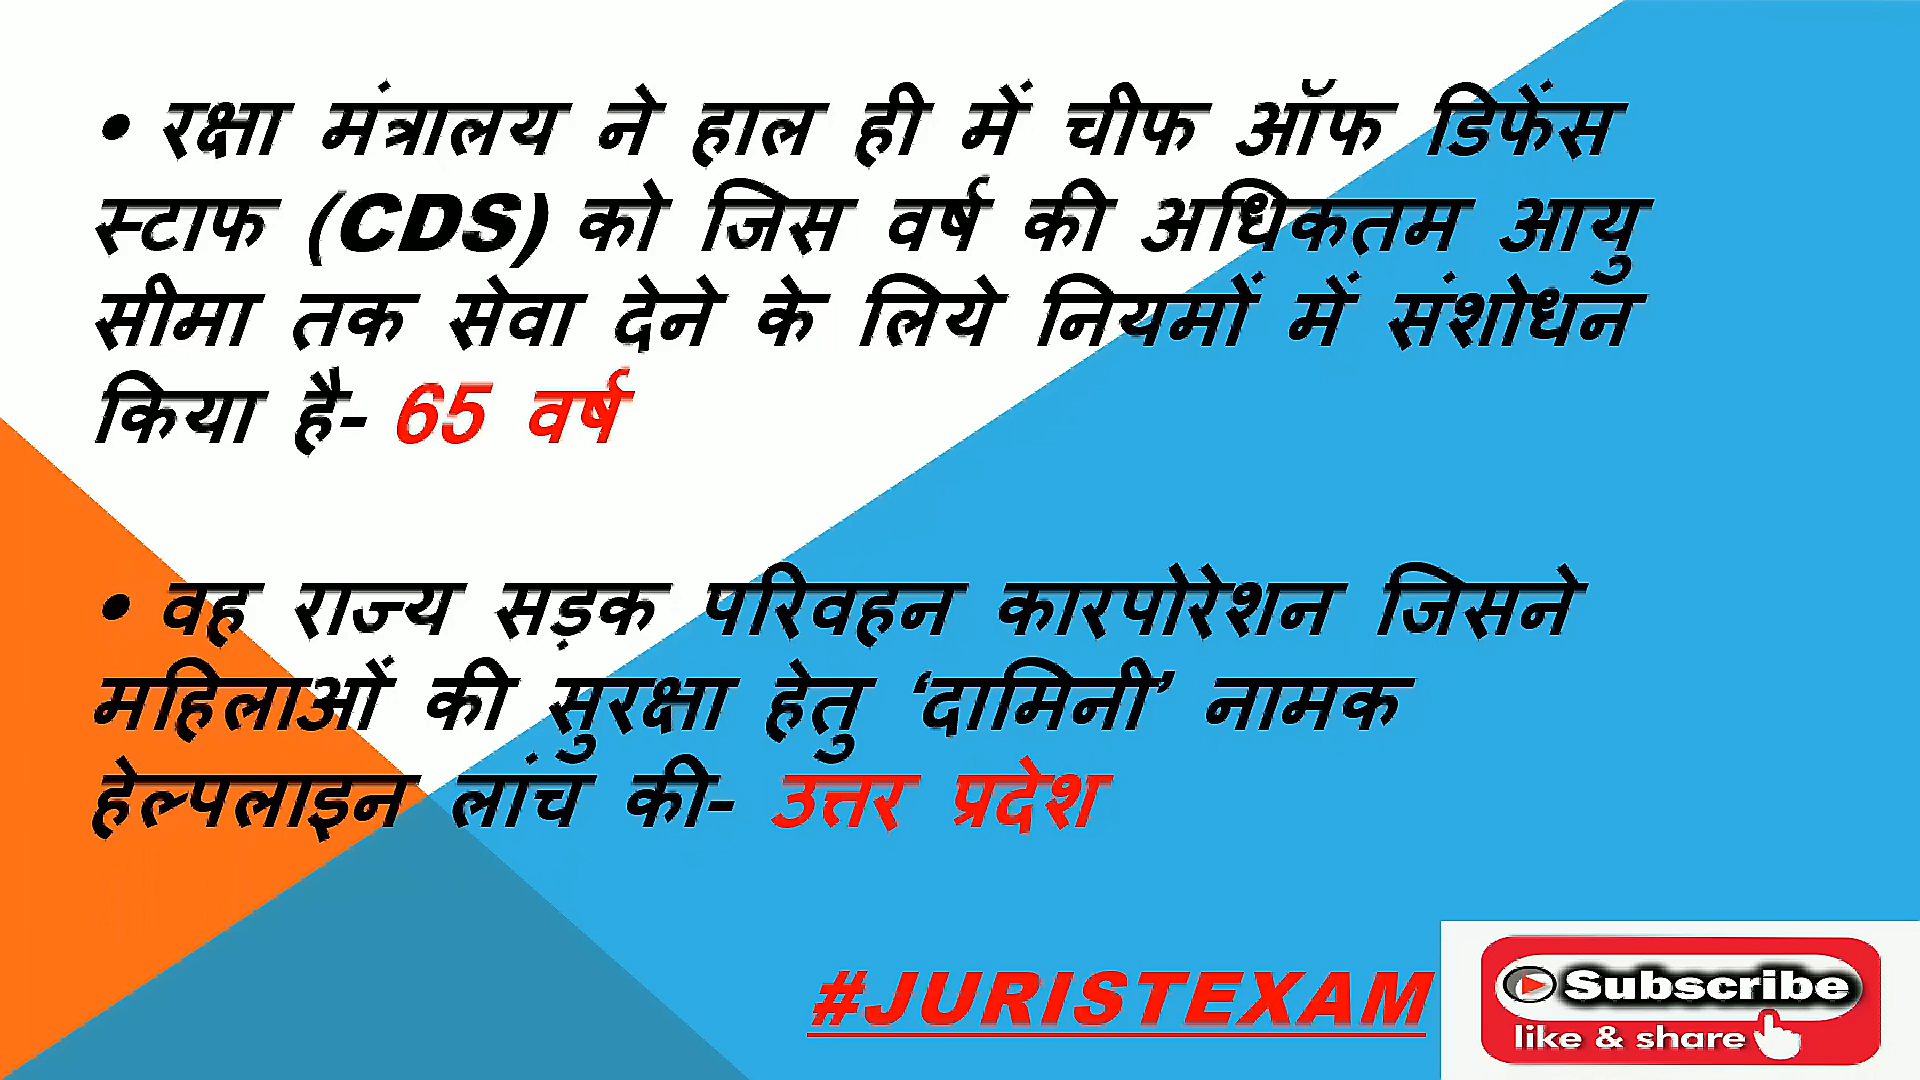 • रक्षा मंत्रालय ने हाल ही में चीफ ऑफ डिफेंस
स्टाफ (CDS) को जिस वर्ष की अधिकतम आयु
सीमा तक सेवा देने के लिये नियमों में संशोधन
किया है- 65 वर्ष
• वह राज्य सड़क परिवहन कारपोरेशन जिसने
महिलाओं की सुरक्षा हेतु ‘दामिनी’ नामक
हेल्पलाइन लांच की- उत्तर प्रदेश
#JURISTEXAM
Subscribe
like & share